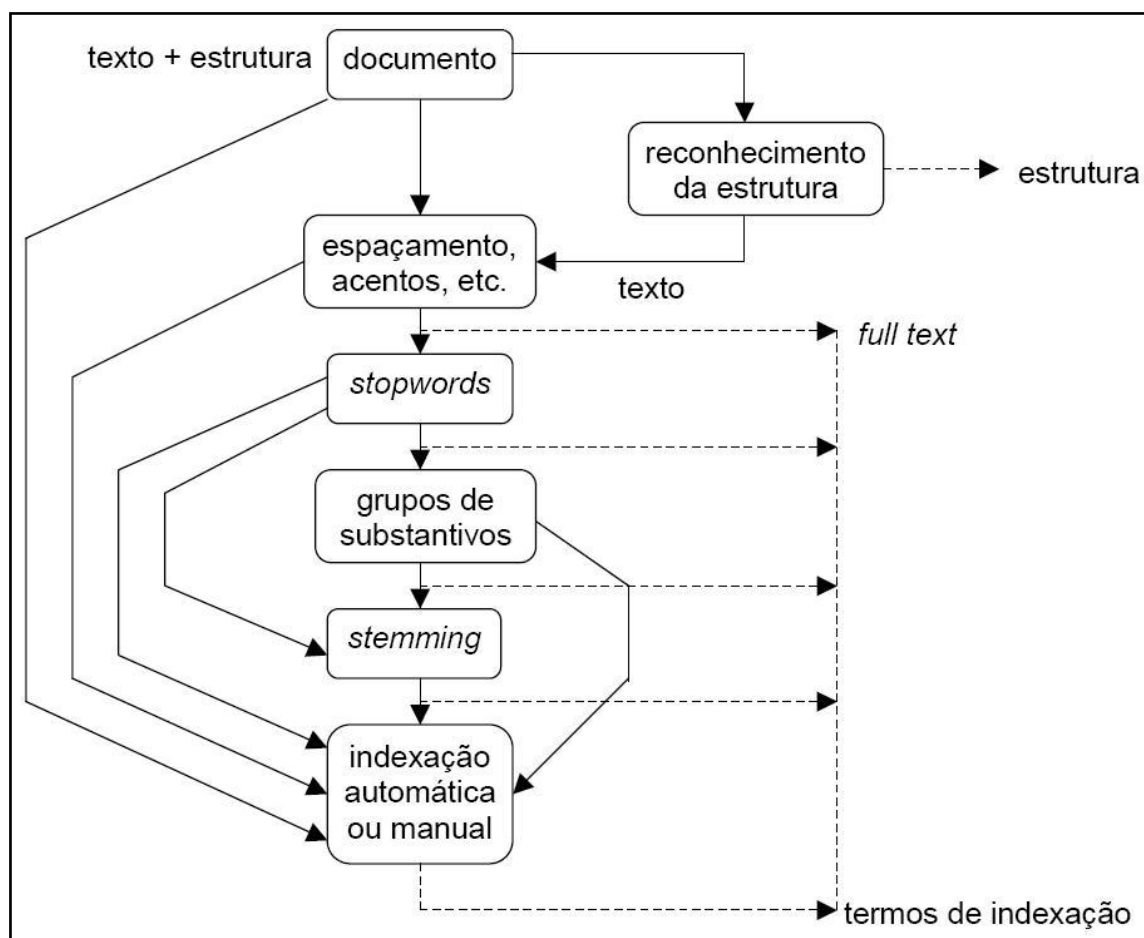 texto + estrutura
documento
reconhecimento
da estrutura
estrutura
espaçamento,
acentos, etc.
texto
full text
stopwords
grupos de
substantivos
stemming
indexação
automática
ou manual
termos de indexação